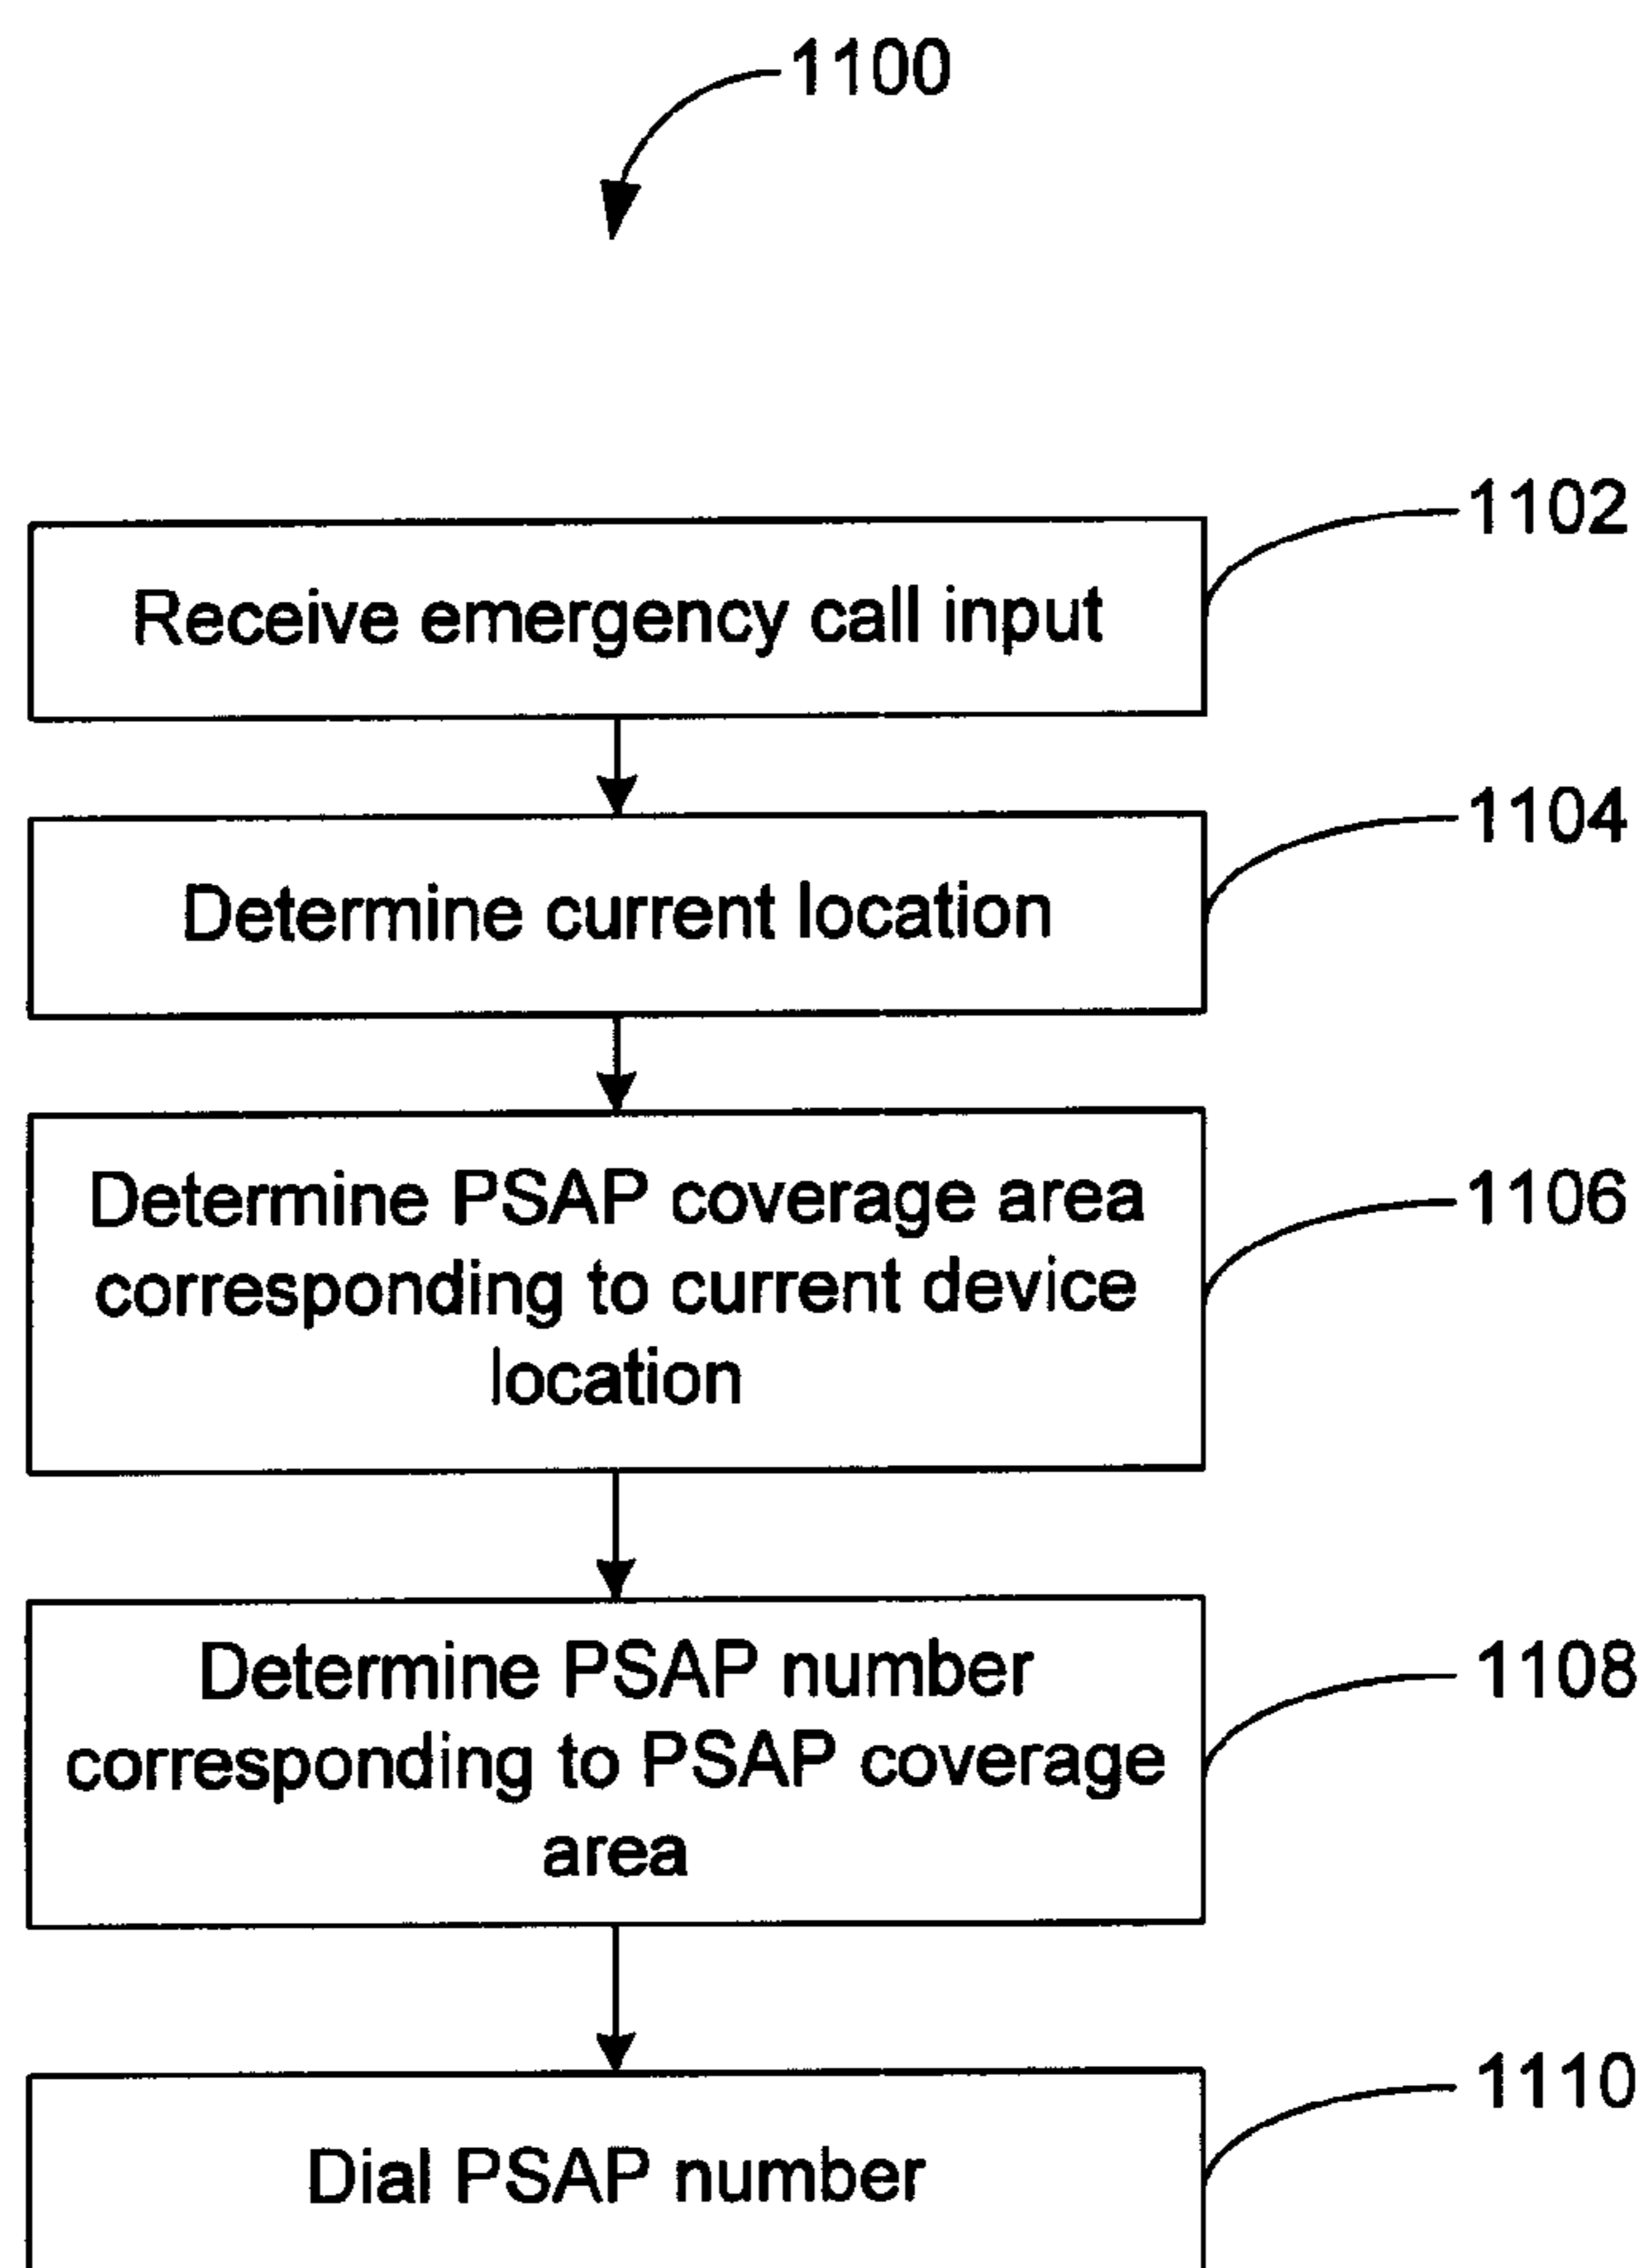 1100
1102
Receive emergency call input
1104
Determine current location
1106
Determine PSAP coverage area
corresponding to current device
location
1108
Determine PSAP number
corresponding to PSAP coverage
area
1110
Dial PSAP number